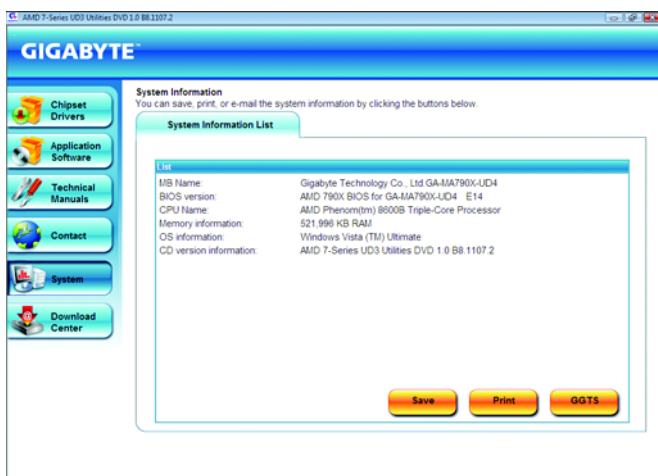 AMD 7-Series UD3 Utilities DVD 1.0 B8.1107.2
GIGABYTE™
Chipset
Drivers
Application
Software
Technical
Manuals
Contact
System
Download
Center
System Information
You can save, print, or e-mail the system information by clicking the buttons below.
System Information List
List
MB Name: Gigabyte Technology Co., Ltd.GA-MA790X-UD4
BIOS version: AMD 790X BIOS for GA-MA790X-UD4 E14
CPU Name: AMD Phenom(tm) 8600B Triple-Core Processor
Memory information: 521,996 KB RAM
OS information: Windows Vista (TM) Ultimate
CD version information: AMD 7-Series UD3 Utilities DVD 1.0 B8.1107.2
Save Print GGTS